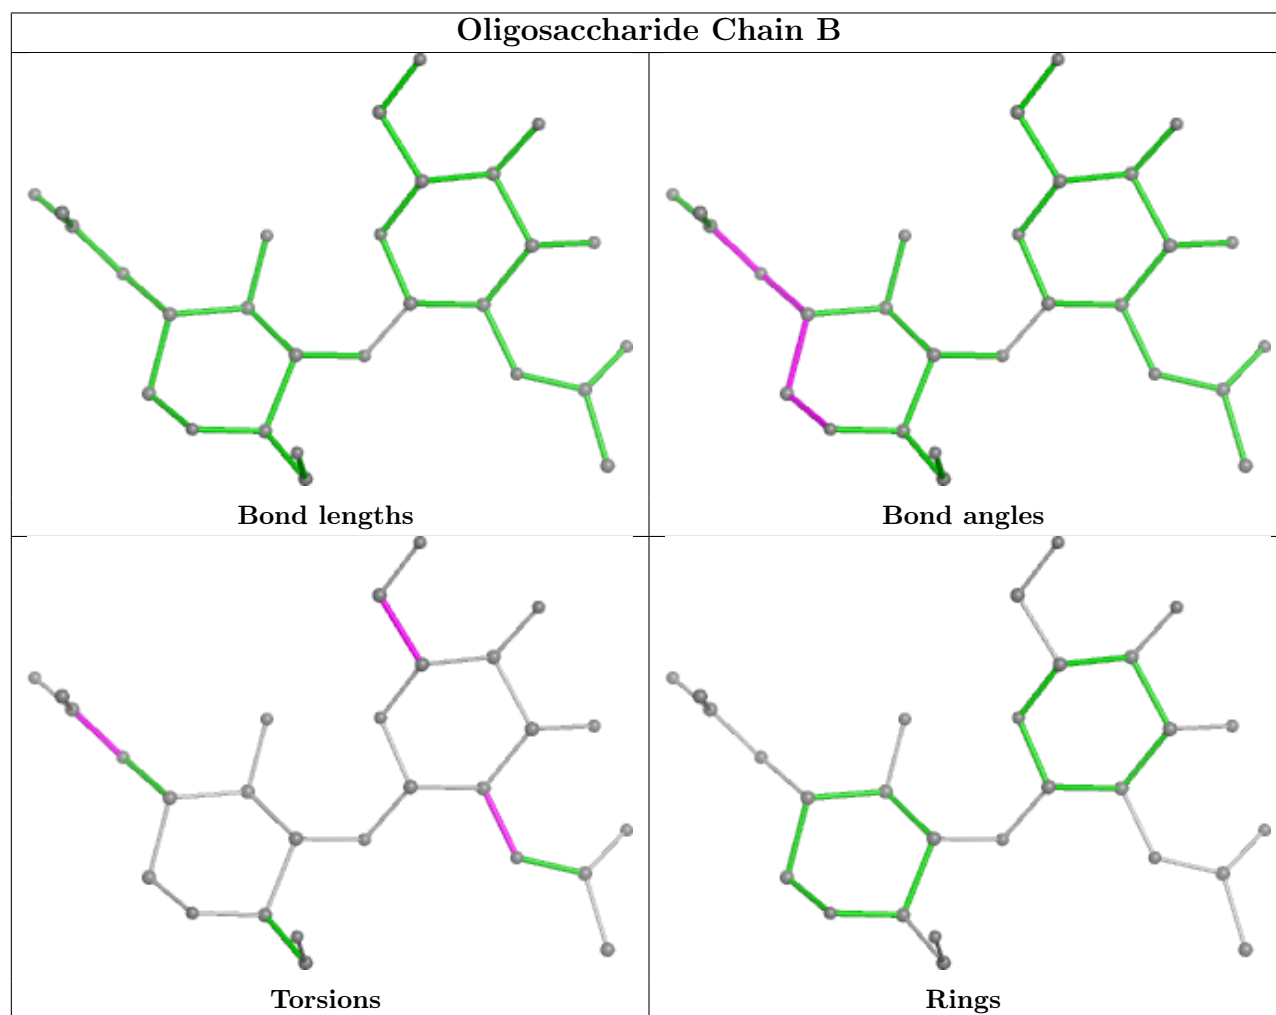 Oligosaccharide Chain B
Bond lengths
Bond angles
Torsions
Rings